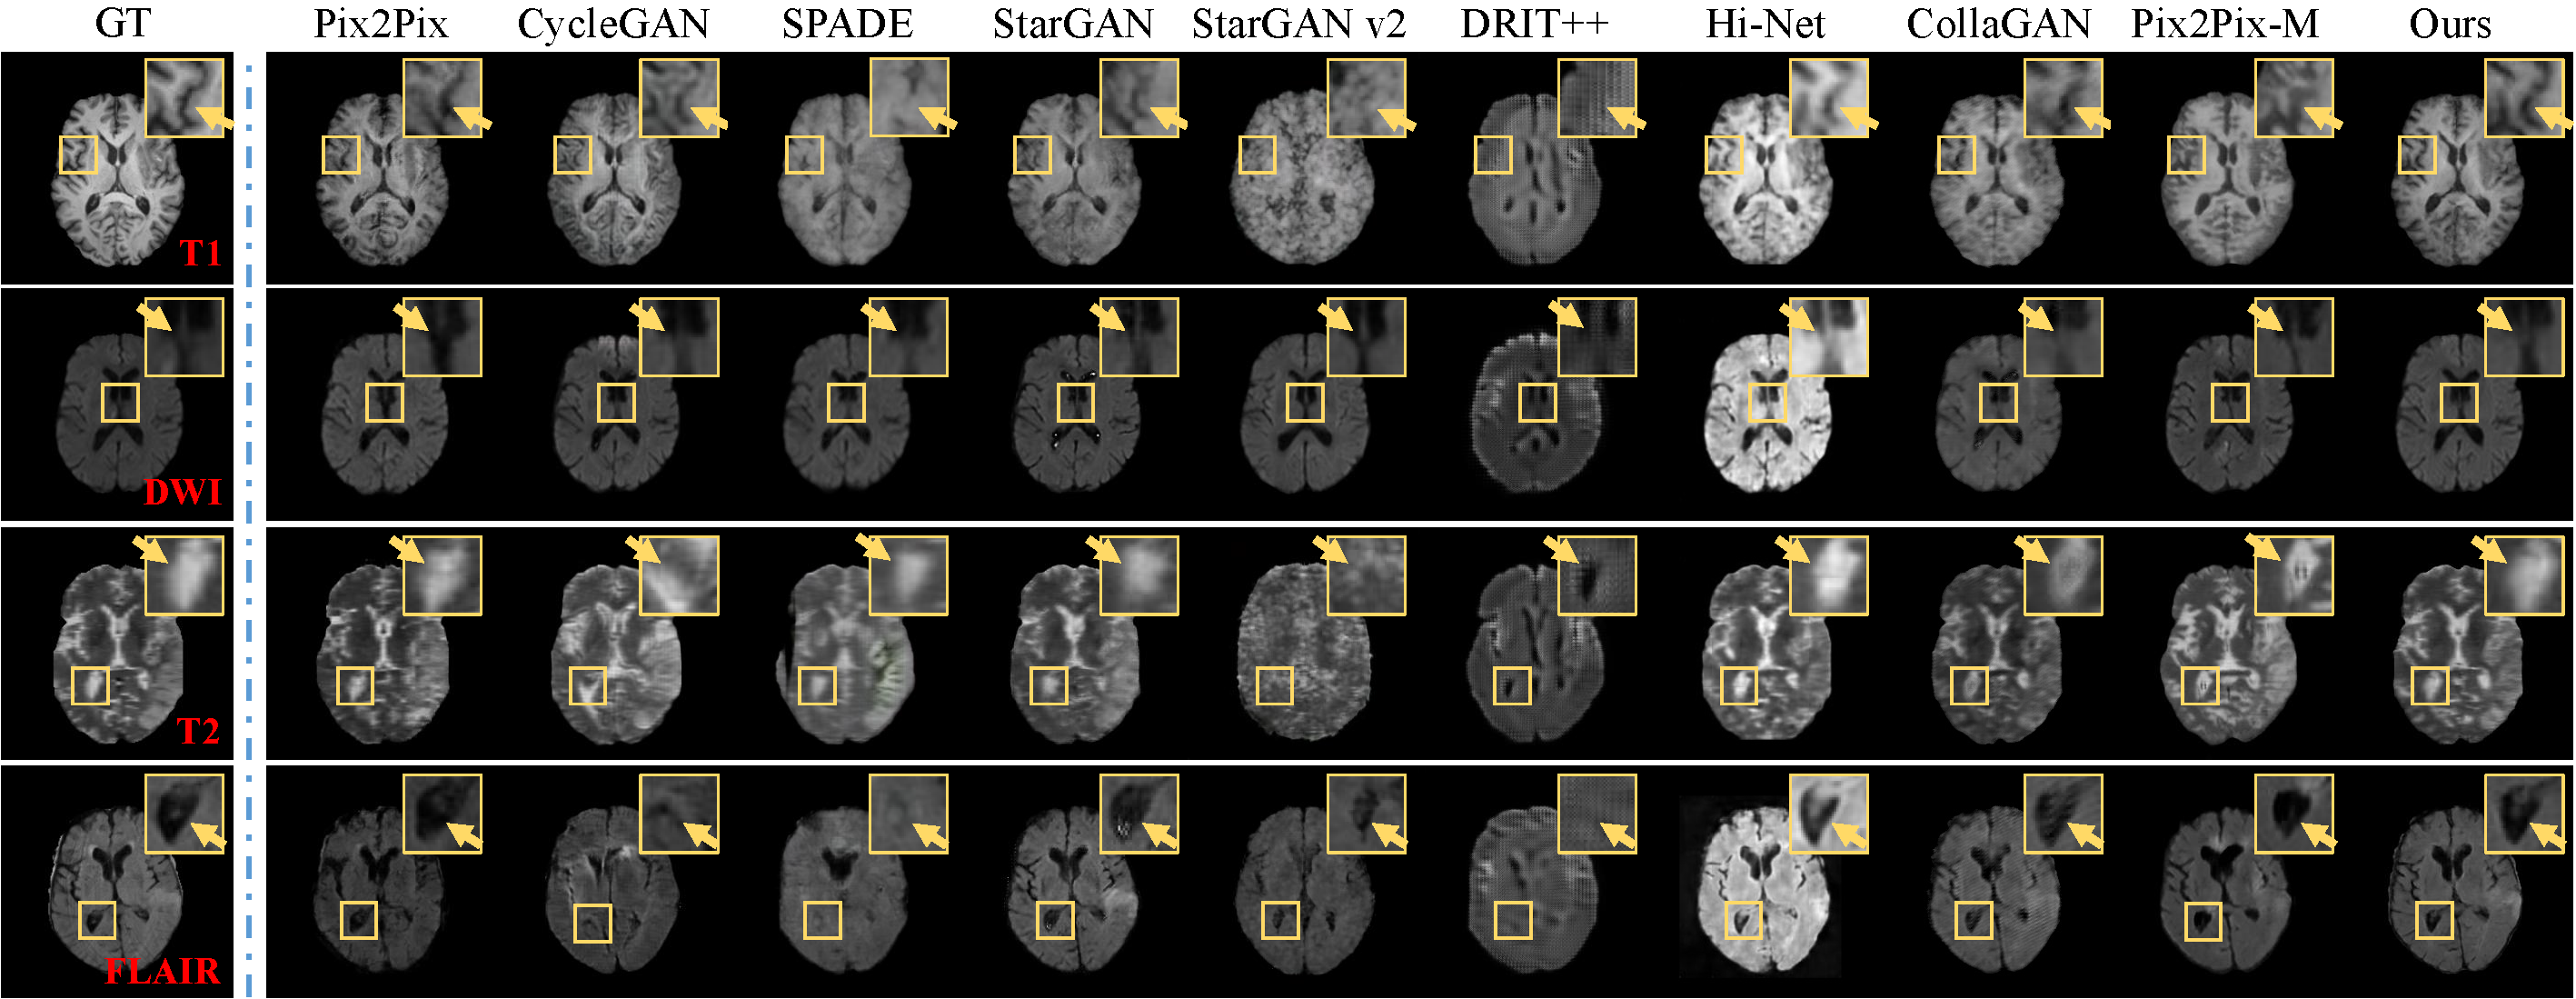 GT Pix2Pix CycleGAN SPADE StarGAN StarGAN v2 DRIT++ Hi-Net CollaGAN Pix2Pix-M Ours
T1
DWI
T2
FLAIR